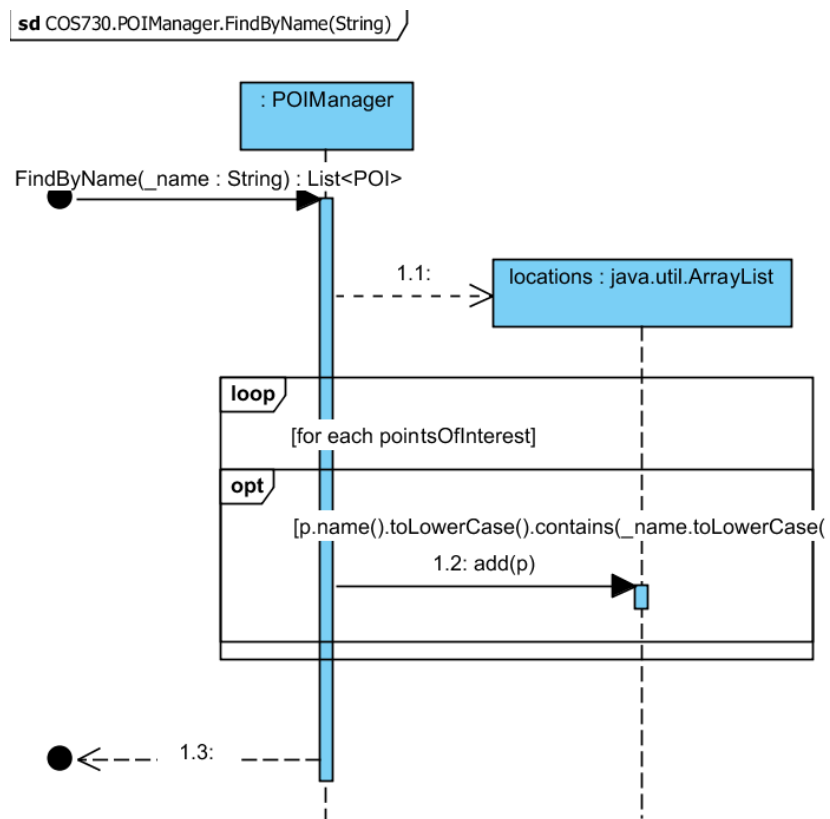 sd COS730.POIManager.FindByName(String)
: POIManager
FindByName(_name : String) : List<POI>
1.1:
locations : java.util.ArrayList
loop
[for each pointsOfInterest]
opt
[p.name().toLowerCase().contains(_name.toLowerCase(
1.2: add(p)
1.3: